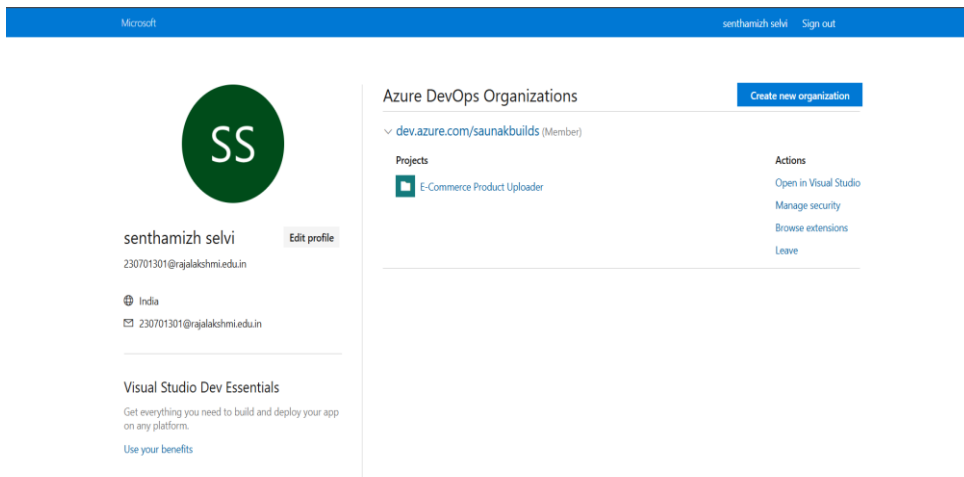 Microsoft
senthamizh selvi Sign out
SS
senthamizh selvi Edit profile
230701301@rajalakshmi.edu.in
India
230701301@rajalakshmi.edu.in
Visual Studio Dev Essentials
Get everything you need to build and deploy your app
on any platform.
Use your benefits
Azure DevOps Organizations Create new organization
dev.azure.com/saunakbuilds (Member)
Projects
E-Commerce Product Uploader
Actions
Open in Visual Studio
Manage security
Browse extensions
Leave